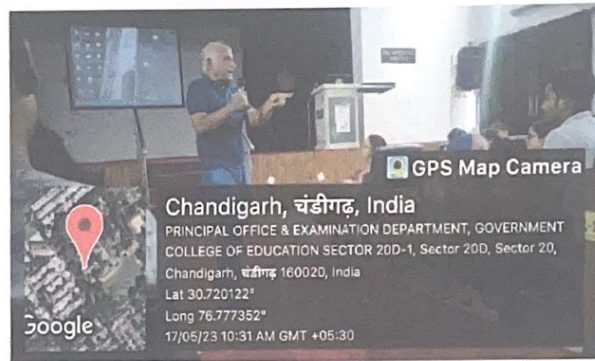 GPS Map Camera
Chandigarh, चंडीगढ़, India
PRINCIPAL OFFICE & EXAMINATION DEPARTMENT, GOVERNMENT
COLLEGE OF EDUCATION SECTOR 20D-1, Sector 20D, Sector 20,
Chandigarh, चंडीगढ़ 160020, India
Lat 30.720122°
Long 76.777352°
17/05/23 10:31 AM GMT +05:30
Google